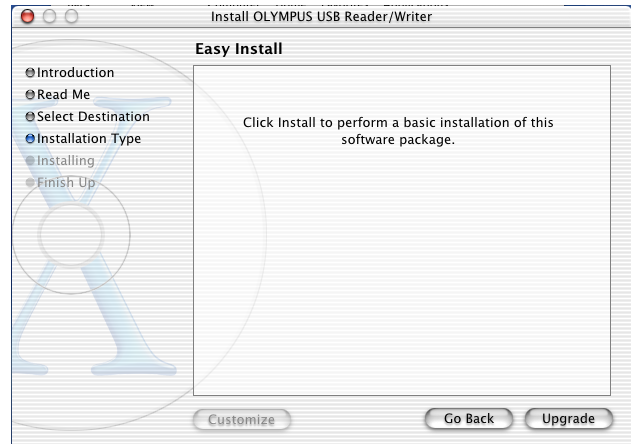 Install OLYMPUS USB Reader/Writer
Easy Install
Introduction
Read Me
Select Destination
Installation Type
Installing
Finish Up
Click Install to perform a basic installation of this
software package.
Customize
Go Back
Upgrade